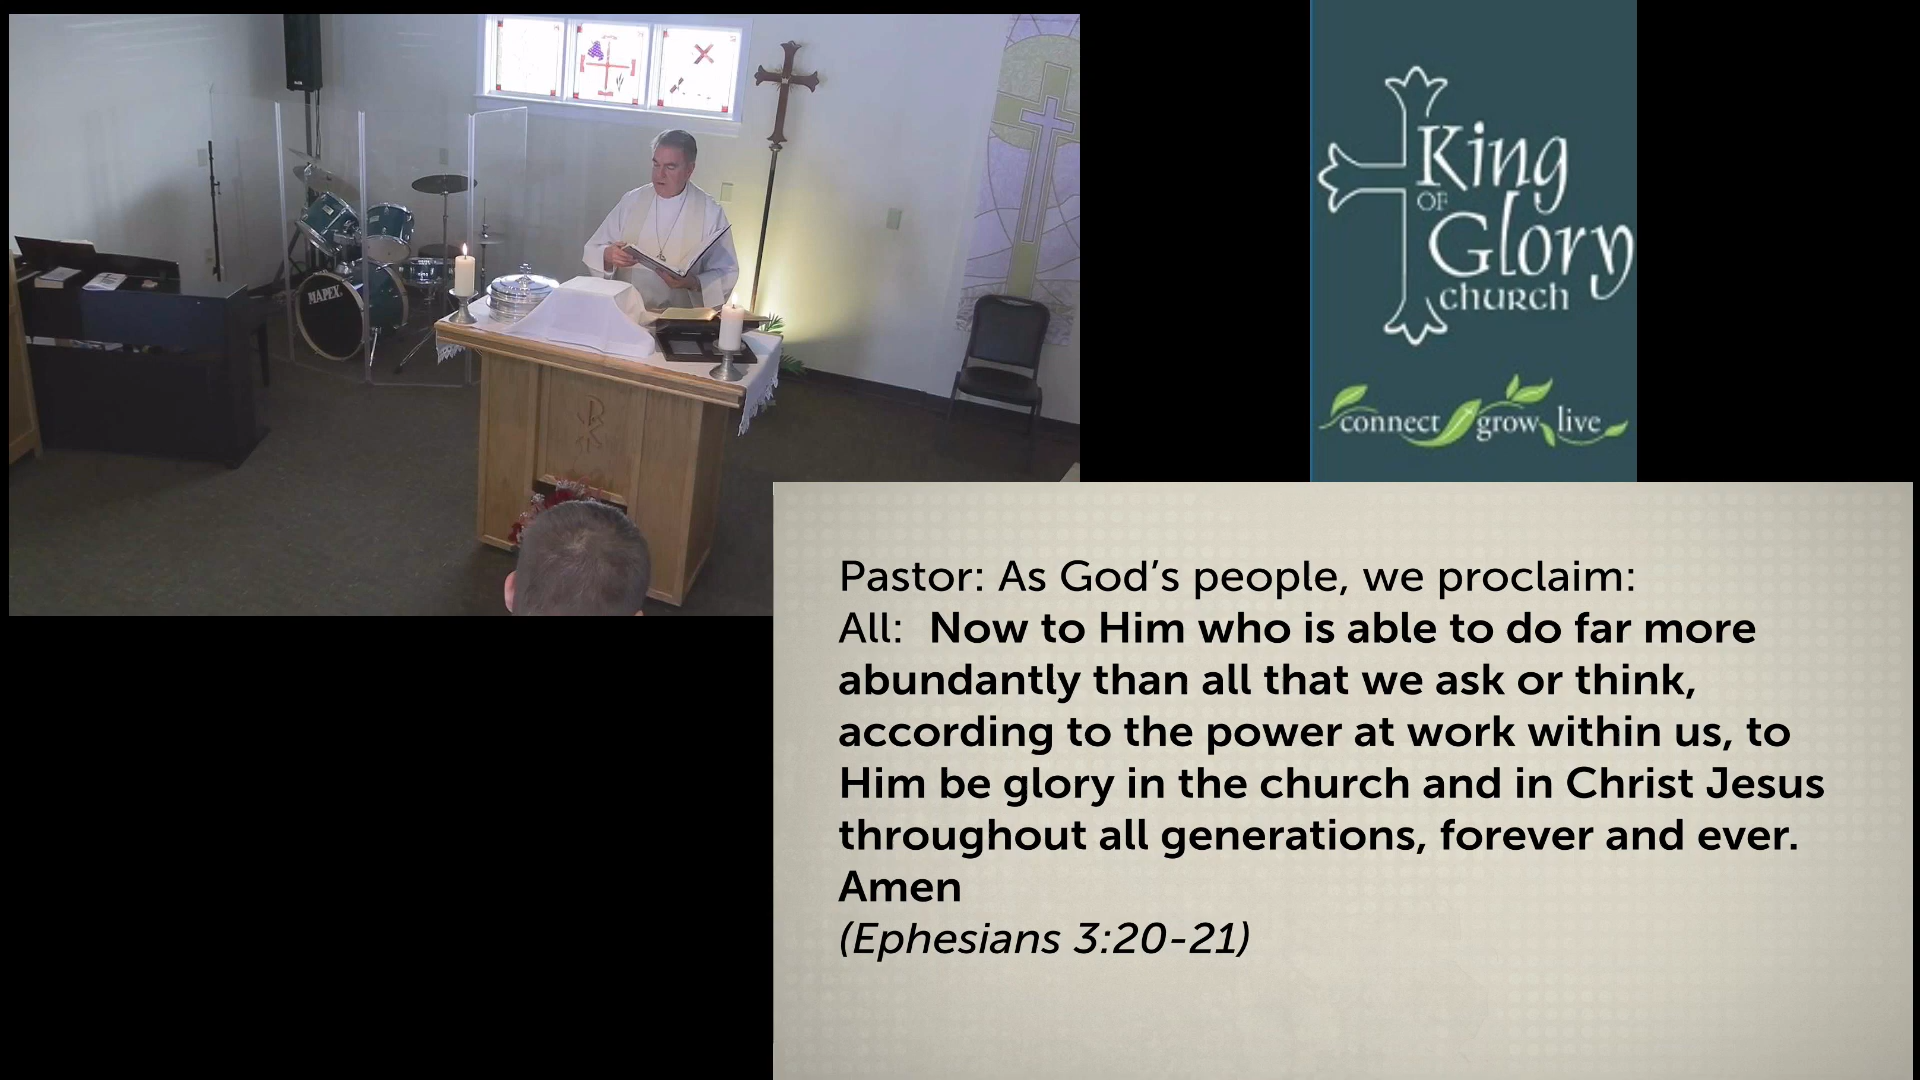 MAPEX
King
OF
Glory
church
connect grow live
Pastor: As God's people, we proclaim:
All:  Now to Him who is able to do far more
abundantly than all that we ask or think,
according to the power at work within us, to
Him be glory in the church and in Christ Jesus
throughout all generations, forever and ever.
Amen
(Ephesians 3:20-21)